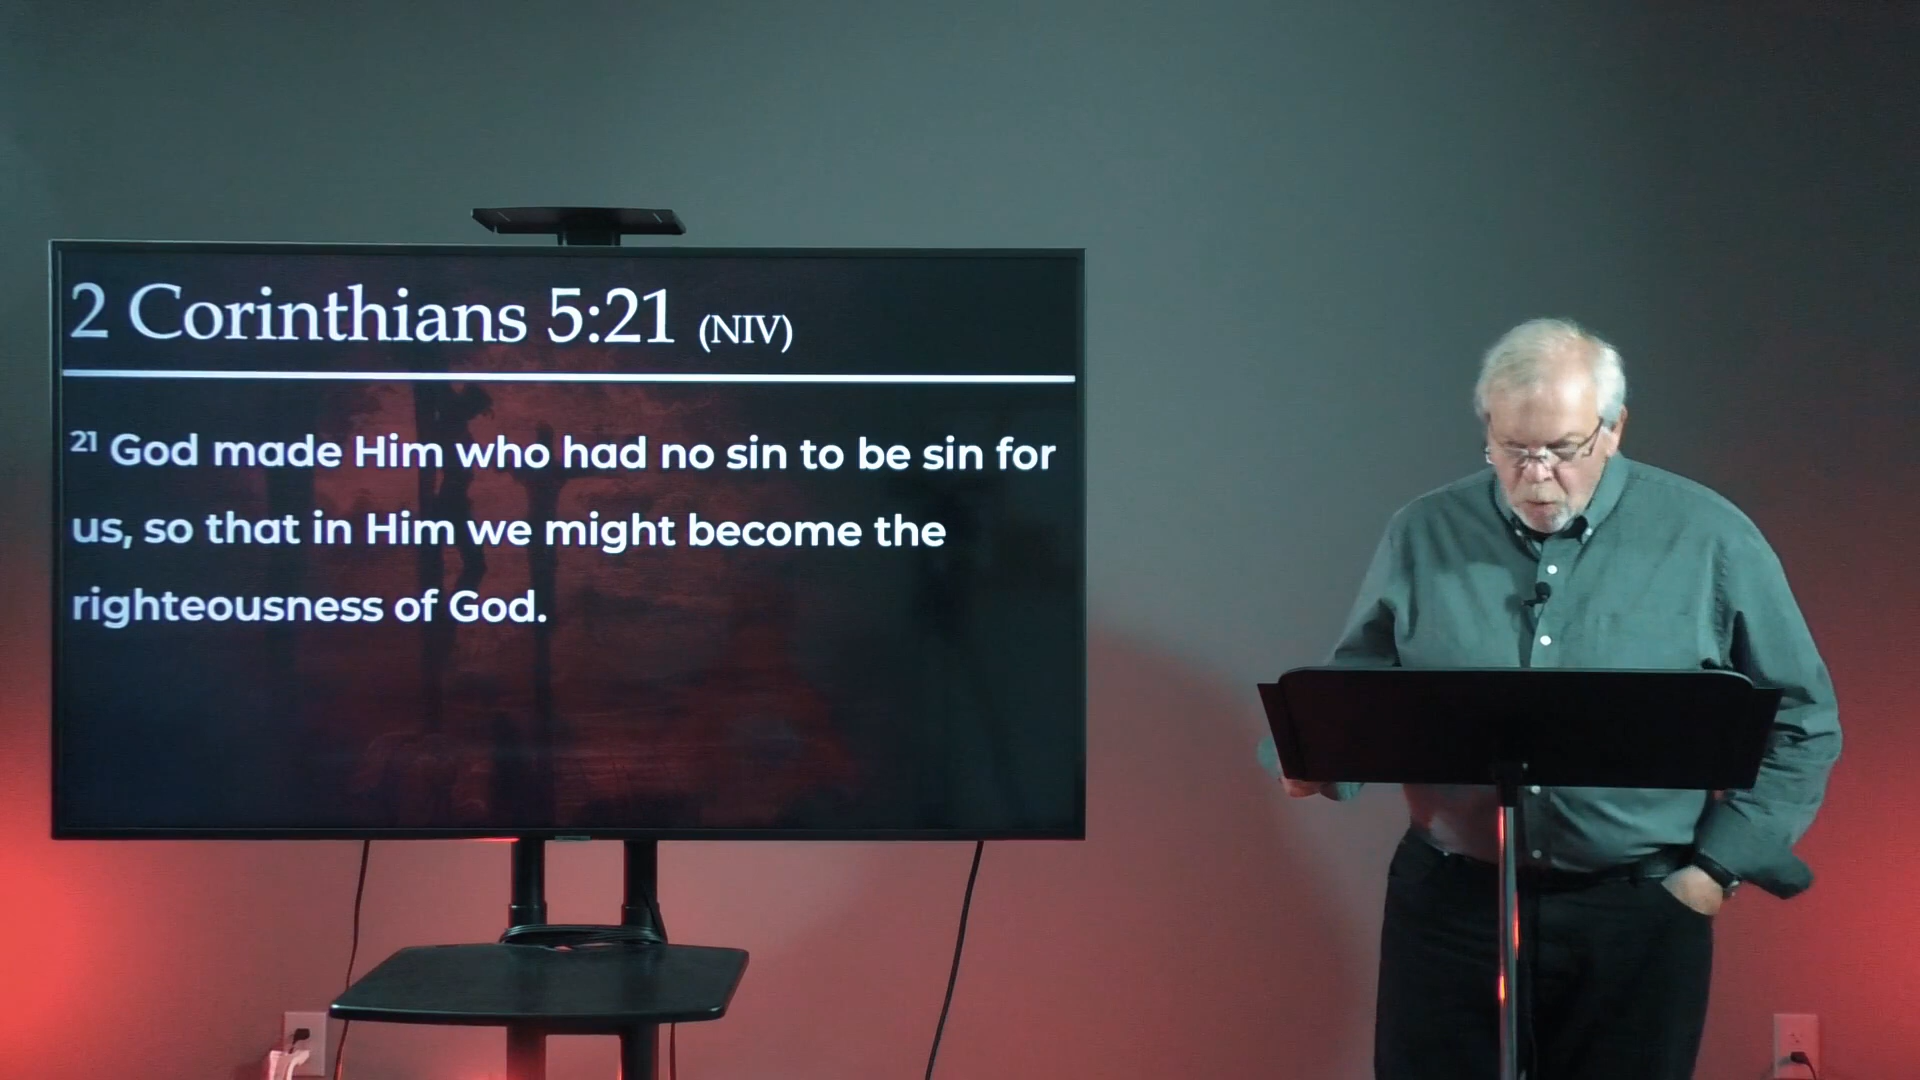 2 Corinthians 5:21 (NIV)
21 God made Him who had no sin to be sin for
us, so that in Him we might become the
righteousness of God.